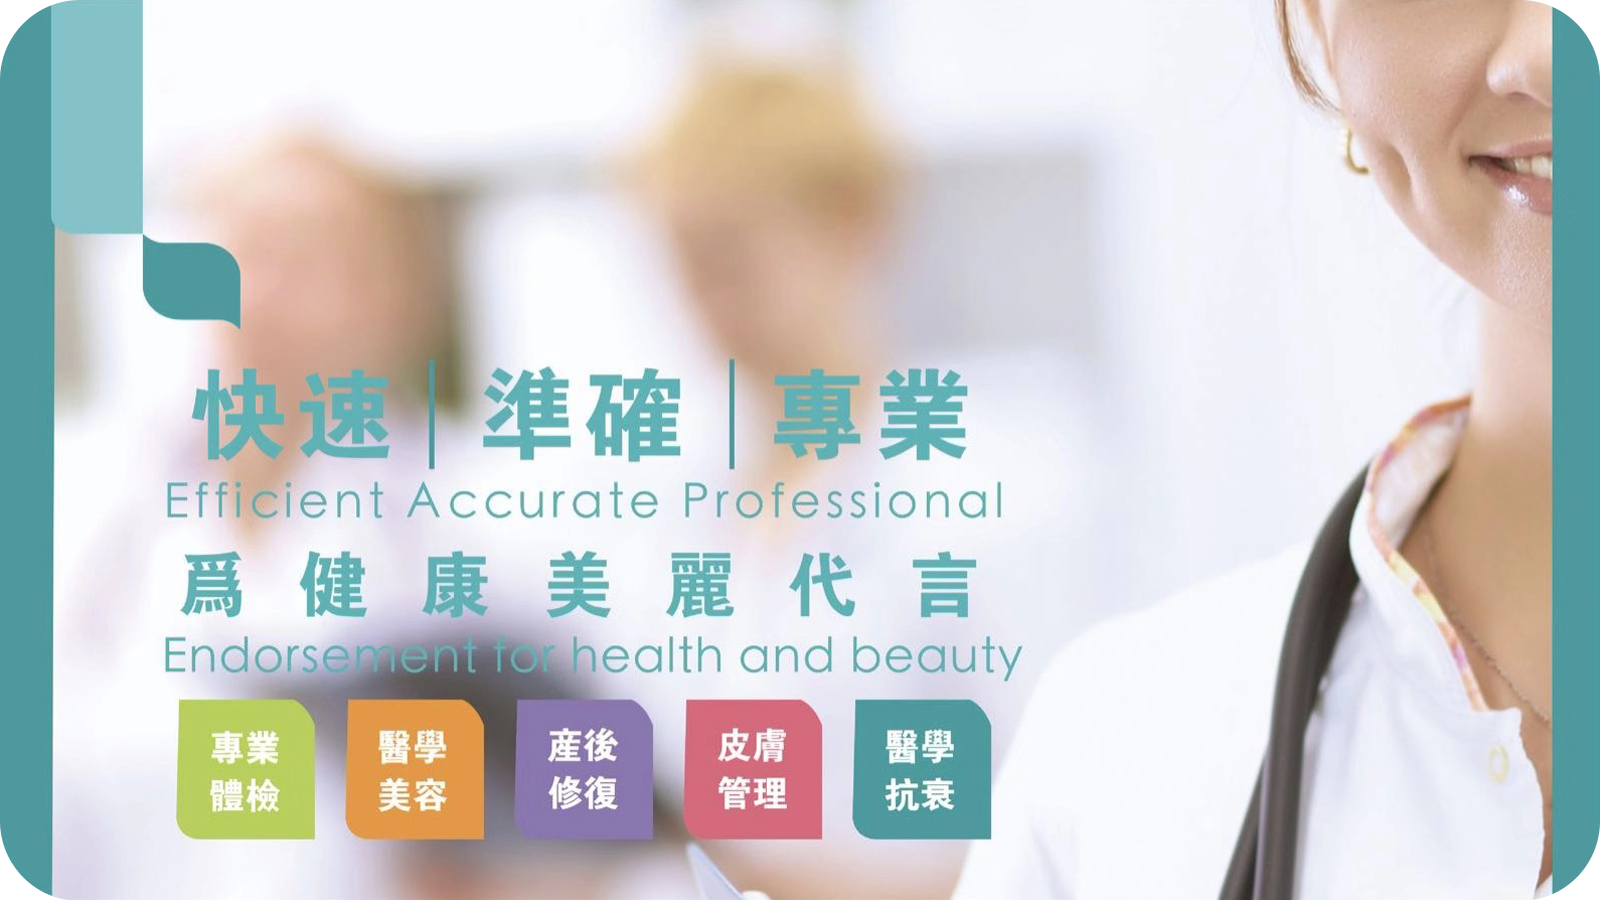 快速|準確|專業
Efficient Accurate Professional
爲健康美麗代言
Endorsement for health and beauty
專業
體檢
醫學
美容
産後
修復
皮膚
管理
醫學
抗衰